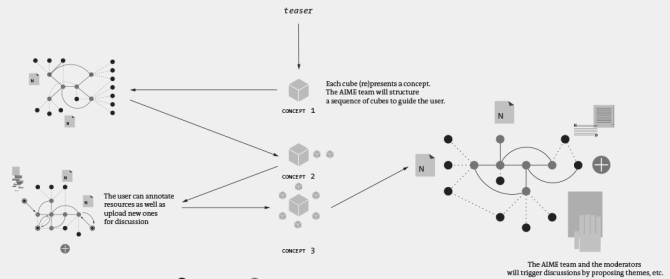 teaser
N
Each cube (re)presents a concept.
The AIME team will structure
a sequence of cubes to guide the user.
CONCEPT 1
N
N
N
CONCEPT 2
N
The user can annotate
resources as well as
upload new ones
for discussion
N
N
CONCEPT 3
The AIME team and the moderators
will trigger discussions by proposing themes, etc.